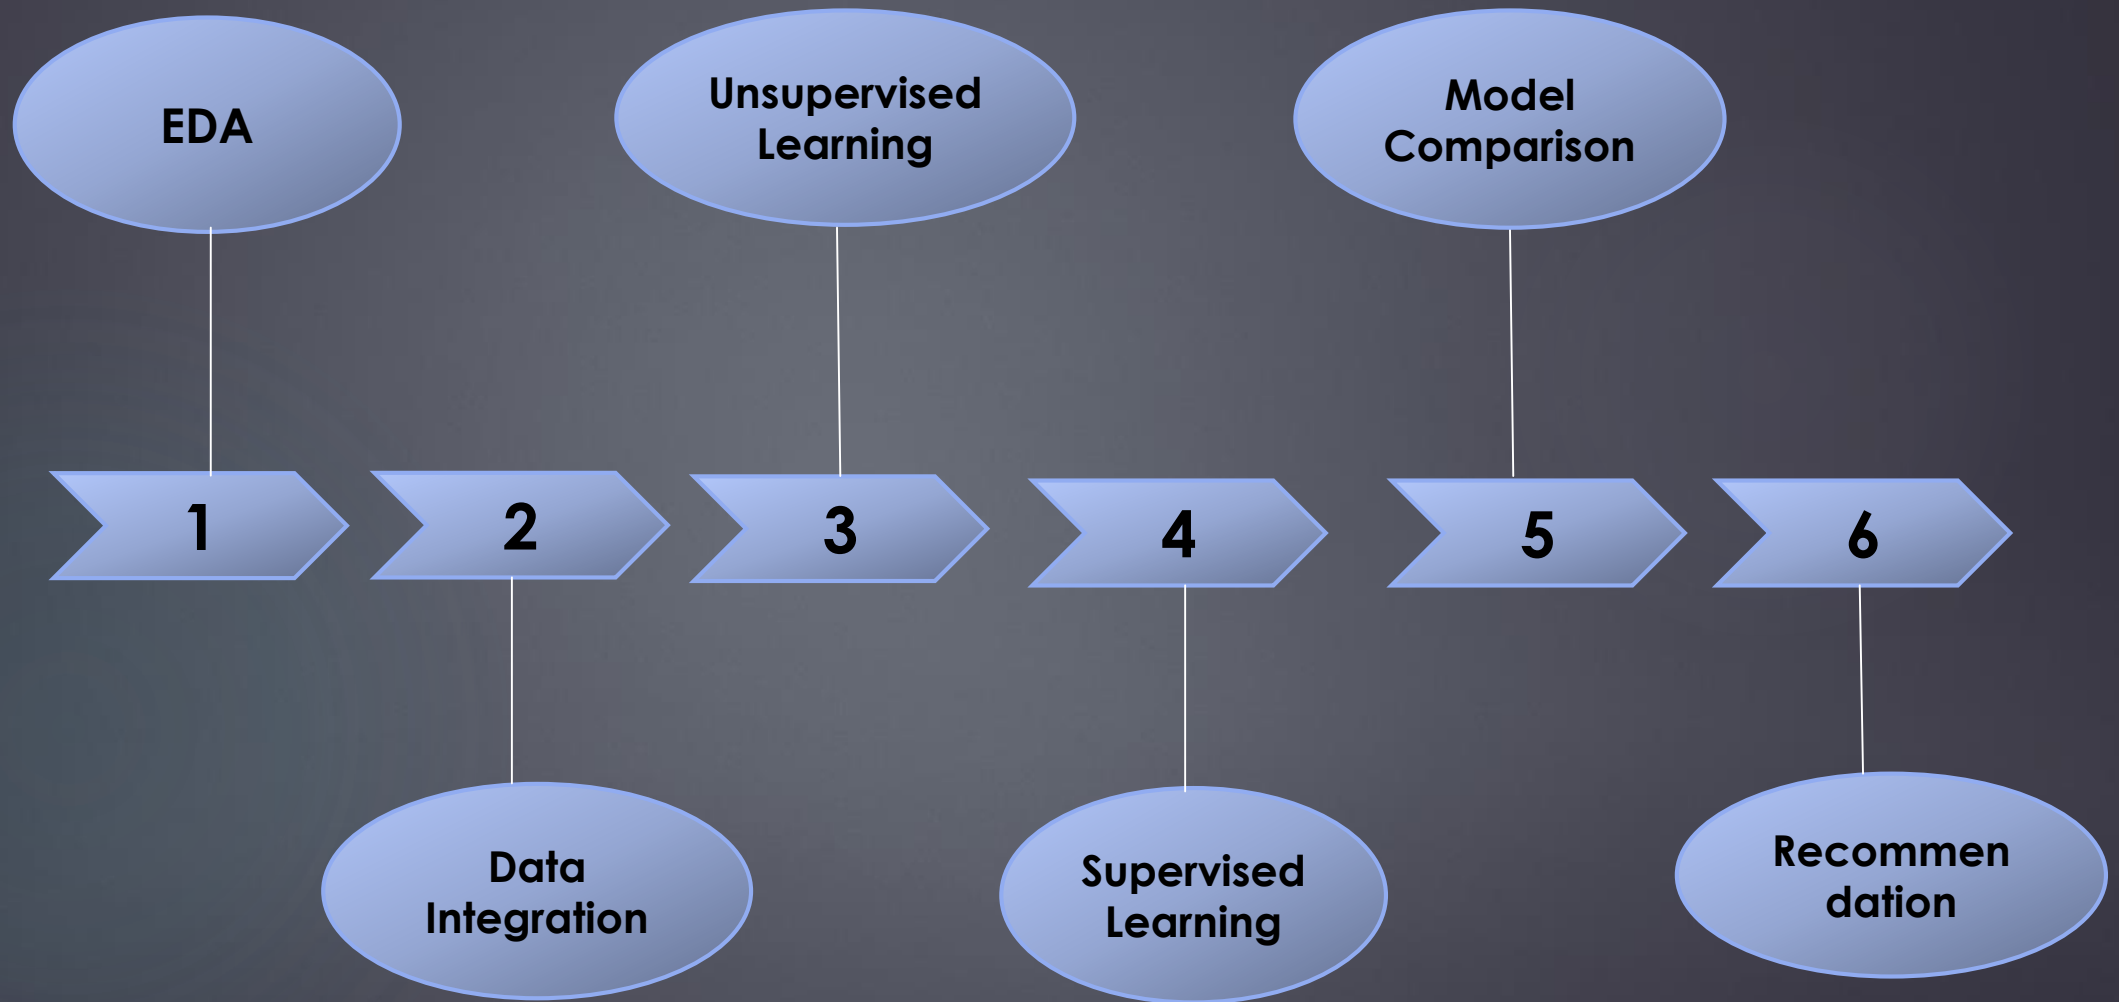 EDA
Unsupervised
Learning
Model
Comparison
1
2
3
4
5
6
Data
Integration
Supervised
Learning
Recommen
dation